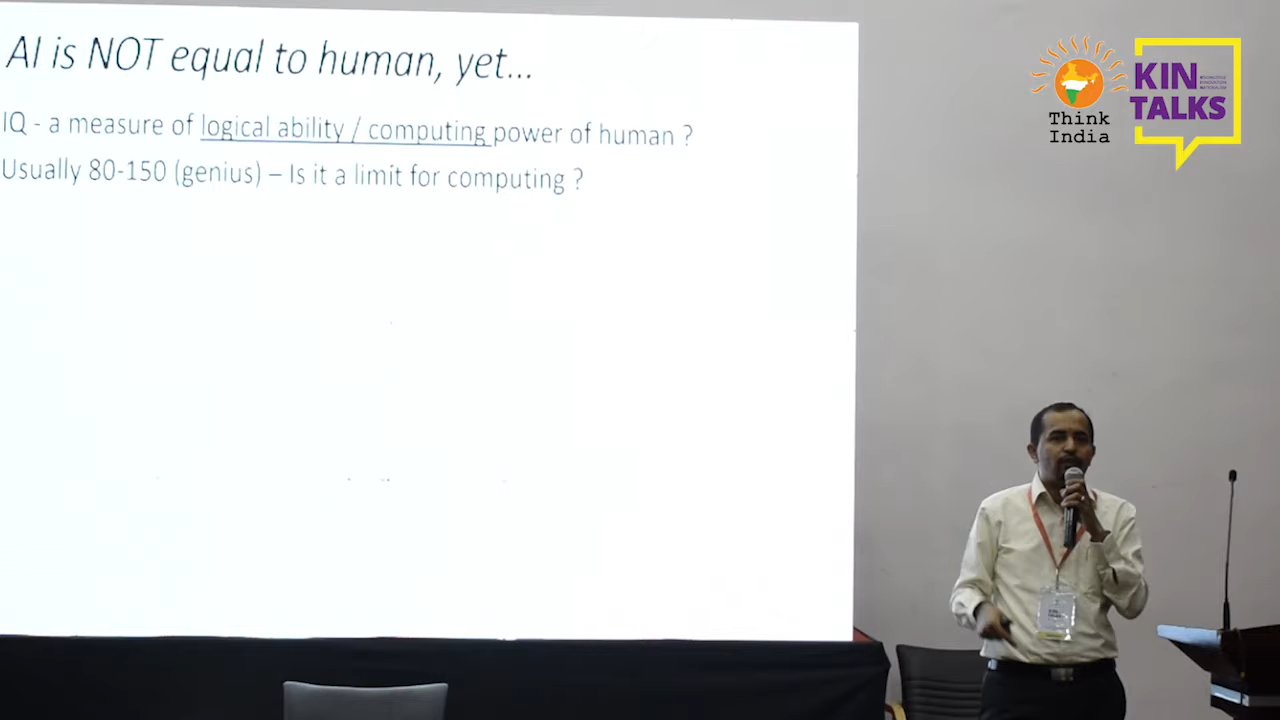 AI is NOT equal to human, yet...
IQ - a measure of logical ability / computing power of human ?
Usually 80-150 (genius) – Is it a limit for computing ?
Think
India
KIN
TALKS